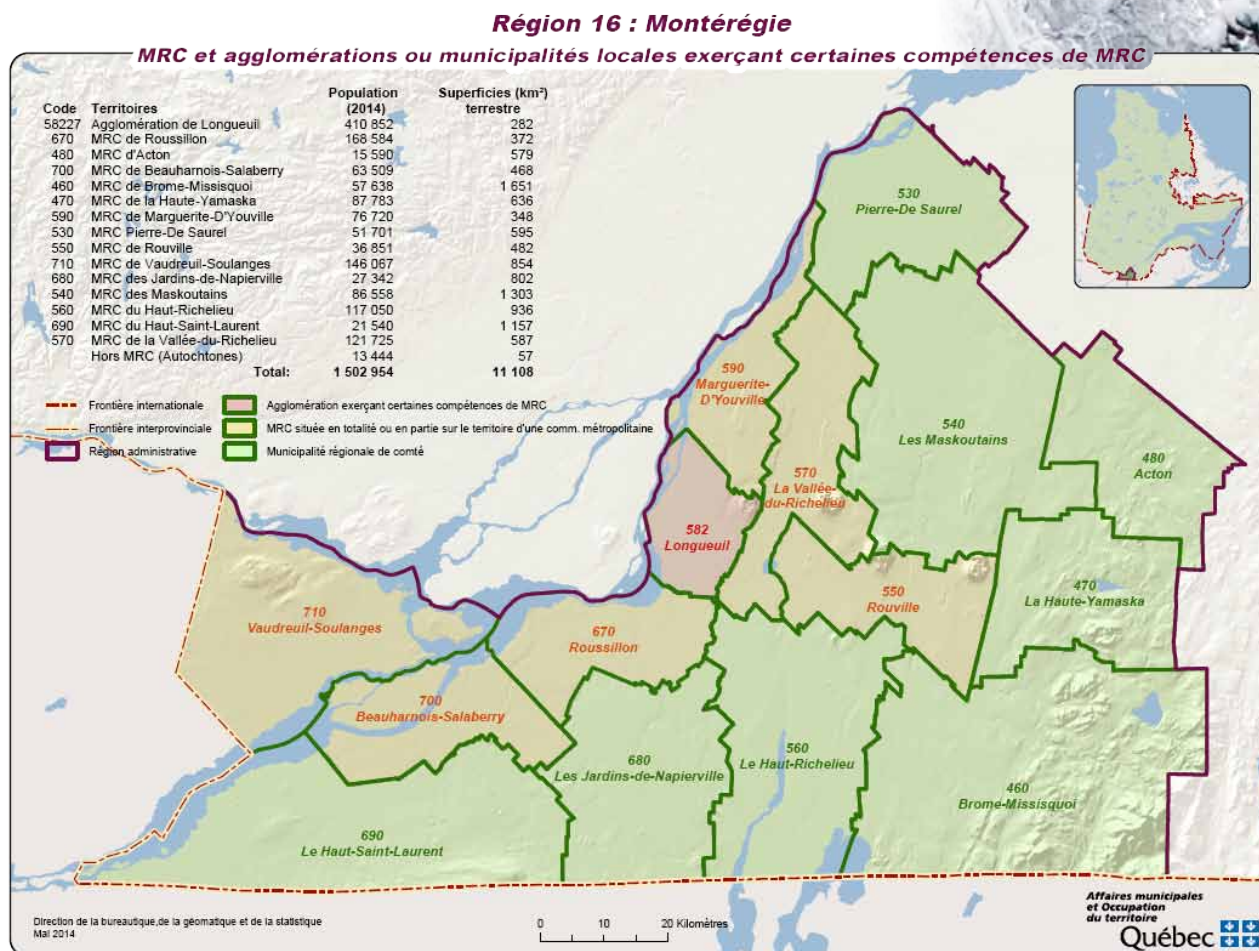 Région 16 : Montérégie
MRC et agglomérations ou municipalités locales exerçant certaines compétences de MRC
Code Territoires Population (2014) Superficies (km²) terrestre
58227 Agglomération de Longueuil 410 852 282
670 MRC de Roussillon 168 584 372
480 MRC d'Acton 15 590 579
700 MRC de Beauharnois-Salaberry 63 509 468
460 MRC de Brome-Missisquoi 57 638 1 651
470 MRC de la Haute-Yamaska 87 783 636
590 MRC de Marguerite-D'Youville 76 720 348
530 MRC Pierre-De Saurel 51 701 595
550 MRC de Rouville 36 851 482
710 MRC de Vaudreuil-Soulanges 146 067 854
680 MRC des Jardins-de-Napierville 27 342 802
540 MRC des Maskoutains 86 558 1 303
560 MRC du Haut-Richelieu 117 050 936
690 MRC du Haut-Saint-Laurent 21 540 1 157
570 MRC de la Vallée-du-Richelieu 121 725 587
Hors MRC (Autochtones) 13 444 57
Total: 1 502 954 11 108
Frontière internationale
Agglomération exerçant certaines compétences de MRC
Frontière interprovinciale
MRC située en totalité ou en partie sur le territoire d'une comm. métropolitaine
Région administrative
Municipalité régionale de comté
530
Pierre-De Saurel
590
Marguerite-
D'Youville
540
Les Maskoutains
480
Acton
570
La Vallée-
du-Richelieu
582
Longueuil
470
La Haute-Yamaska
550
Rouville
710
Vaudreuil-Soulanges
670
Roussillon
700
Beauharnois-Salaberry
680
Les Jardins-de-Napierville
560
Le Haut-Richelieu
460
Brome-Missisquoi
690
Le Haut-Saint-Laurent
Direction de la bureautique,de la géomatique et de la statistique
Mai 2014
0 10 20 Kilomètres
Affaires municipales
et Occupation
du territoire
Québec